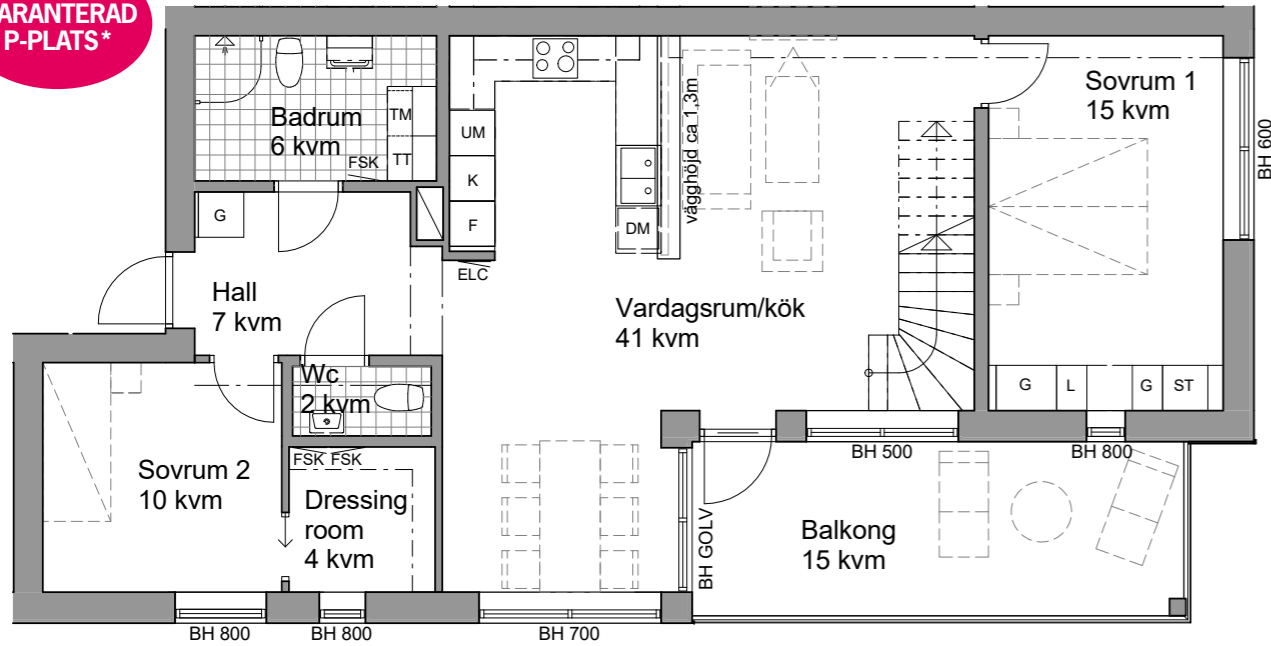 ARANTERAD
P-PLATS*
Badrum
6 kvm
TM
TT
FSK
UM
K
F
DM
ELC
vägghöjd ca 1,3m
Sovrum 1
15 kvm
BH 600
G
Hall
7 kvm
Vardagsrum/kök
41 kvm
Wc
2 kvm
G
L
G
ST
BH 500
BH 800
FSK FSK
Sovrum 2
10 kvm
Dressing
room
4 kvm
BH GOLV
Balkong
15 kvm
BH 800
BH 800
BH 700